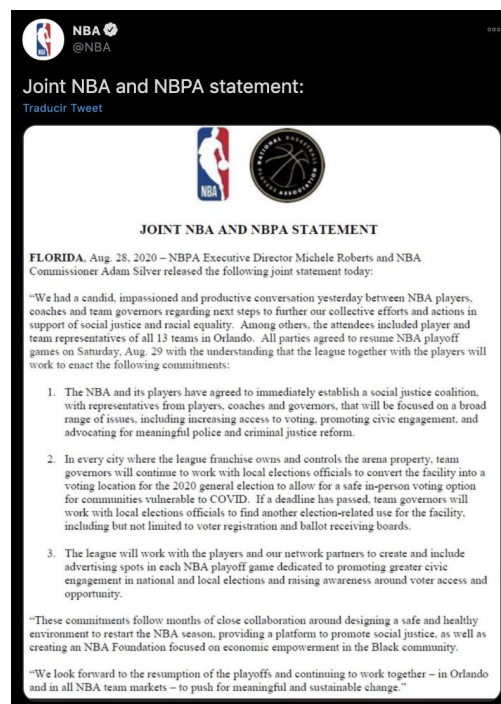 NBA
@NBA
Joint NBA and NBPA statement:
Traducir Tweet
NBA
NATIONAL BASKETBALL PLAYERS ASSOCIATION
JOINT NBA AND NBPA STATEMENT
FLORIDA, Aug. 28, 2020 – NBPA Executive Director Michele Roberts and NBA
Commissioner Adam Silver released the following joint statement today:
“We had a candid, impassioned and productive conversation yesterday between NBA players,
coaches and team governors regarding next steps to further our collective efforts and actions in
support of social justice and racial equality. Among others, the attendees included player and
team representatives of all 13 teams in Orlando. All parties agreed to resume NBA playoff
games on Saturday, Aug. 29 with the understanding that the league together with the players will
work to enact the following commitments:
1. The NBA and its players have agreed to immediately establish a social justice coalition,
with representatives from players, coaches and governors, that will be focused on a broad
range of issues, including increasing access to voting, promoting civic engagement, and
advocating for meaningful police and criminal justice reform.
2. In every city where the league franchise owns and controls the arena property, team
governors will continue to work with local elections officials to convert the facility into a
voting location for the 2020 general election to allow for a safe in-person voting option
for communities vulnerable to COVID. If a deadline has passed, team governors will
work with local elections officials to find another election-related use for the facility,
including but not limited to voter registration and ballot receiving boards.
3. The league will work with the players and our network partners to create and include
advertising spots in each NBA playoff game dedicated to promoting greater civic
engagement in national and local elections and raising awareness around voter access and
opportunity.
“These commitments follow months of close collaboration around designing a safe and healthy
environment to restart the NBA season, providing a platform to promote social justice, as well as
creating an NBA Foundation focused on economic empowerment in the Black community.
“We look forward to the resumption of the playoffs and continuing to work together – in Orlando
and in all NBA team markets – to push for meaningful and sustainable change.”